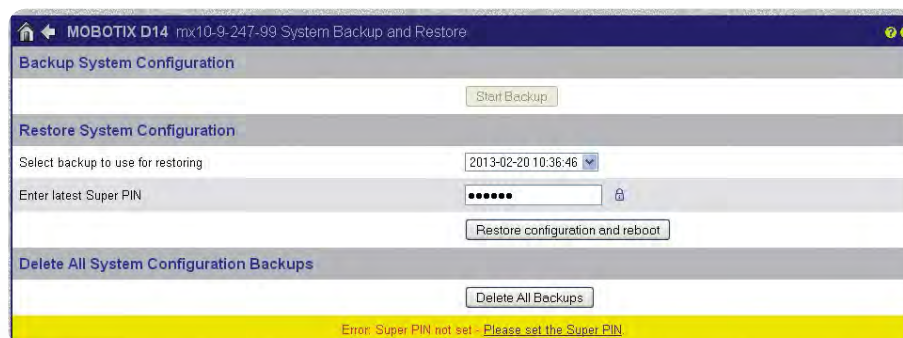 MOBOTIX D14 mx10-9-247-99 System Backup and Restore
Backup System Configuration
Start Backup
Restore System Configuration
Select backup to use for restoring 2013-02-20 10:36:46
Enter latest Super PIN ••••••
Restore configuration and reboot
Delete All System Configuration Backups
Delete All Backups
Error: Super PIN not set - Please set the Super PIN.